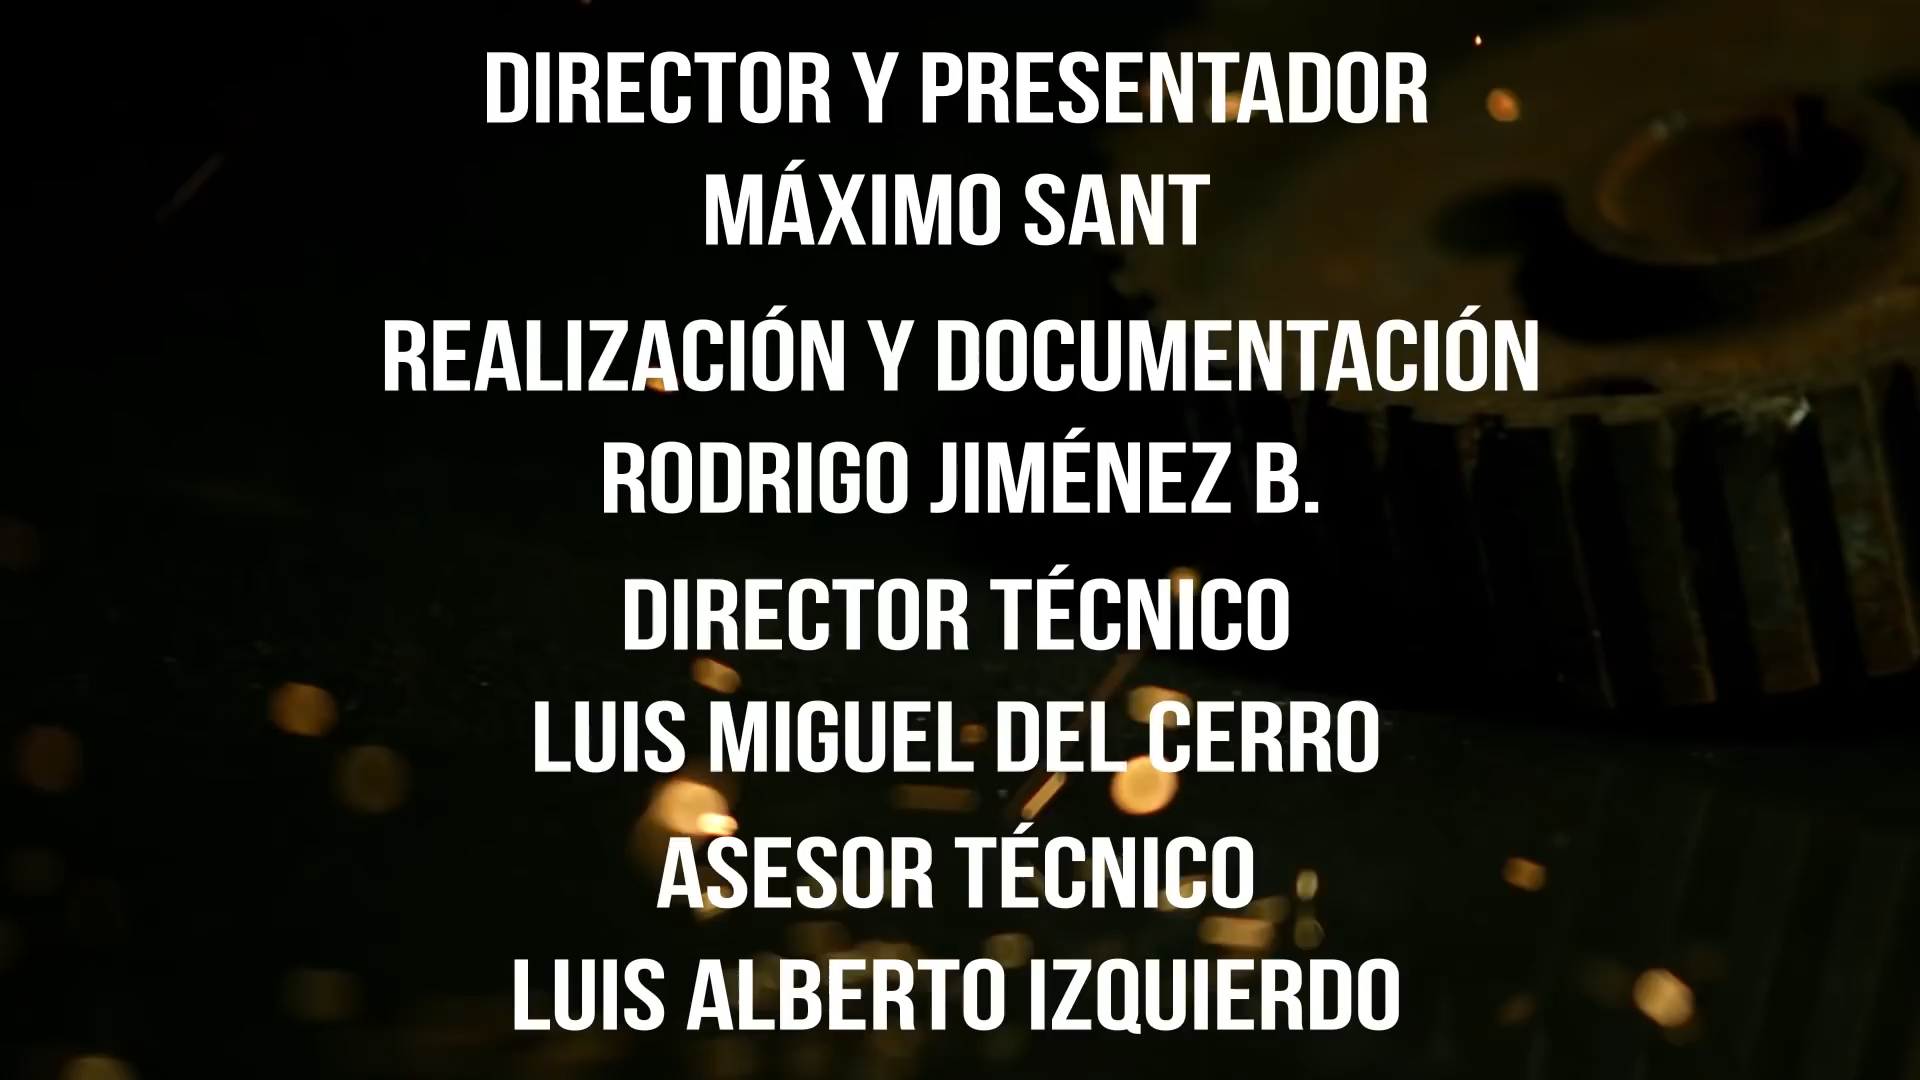 DIRECTOR Y PRESENTADOR
MÁXIMO SANT
REALIZACIÓN Y DOCUMENTACIÓN
RODRIGO JIMÉNEZ B.
DIRECTOR TÉCNICO
LUIS MIGUEL DEL CERRO
ASESOR TÉCNICO
LUIS ALBERTO IZQUIERDO